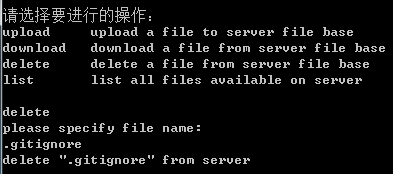 请选择要进行的操作:
upload upload a file to server file base
download download a file from server file base
delete delete a file from server file base
list list all files available on server
delete
please specify file name:
.gitignore
delete ".gitignore" from server